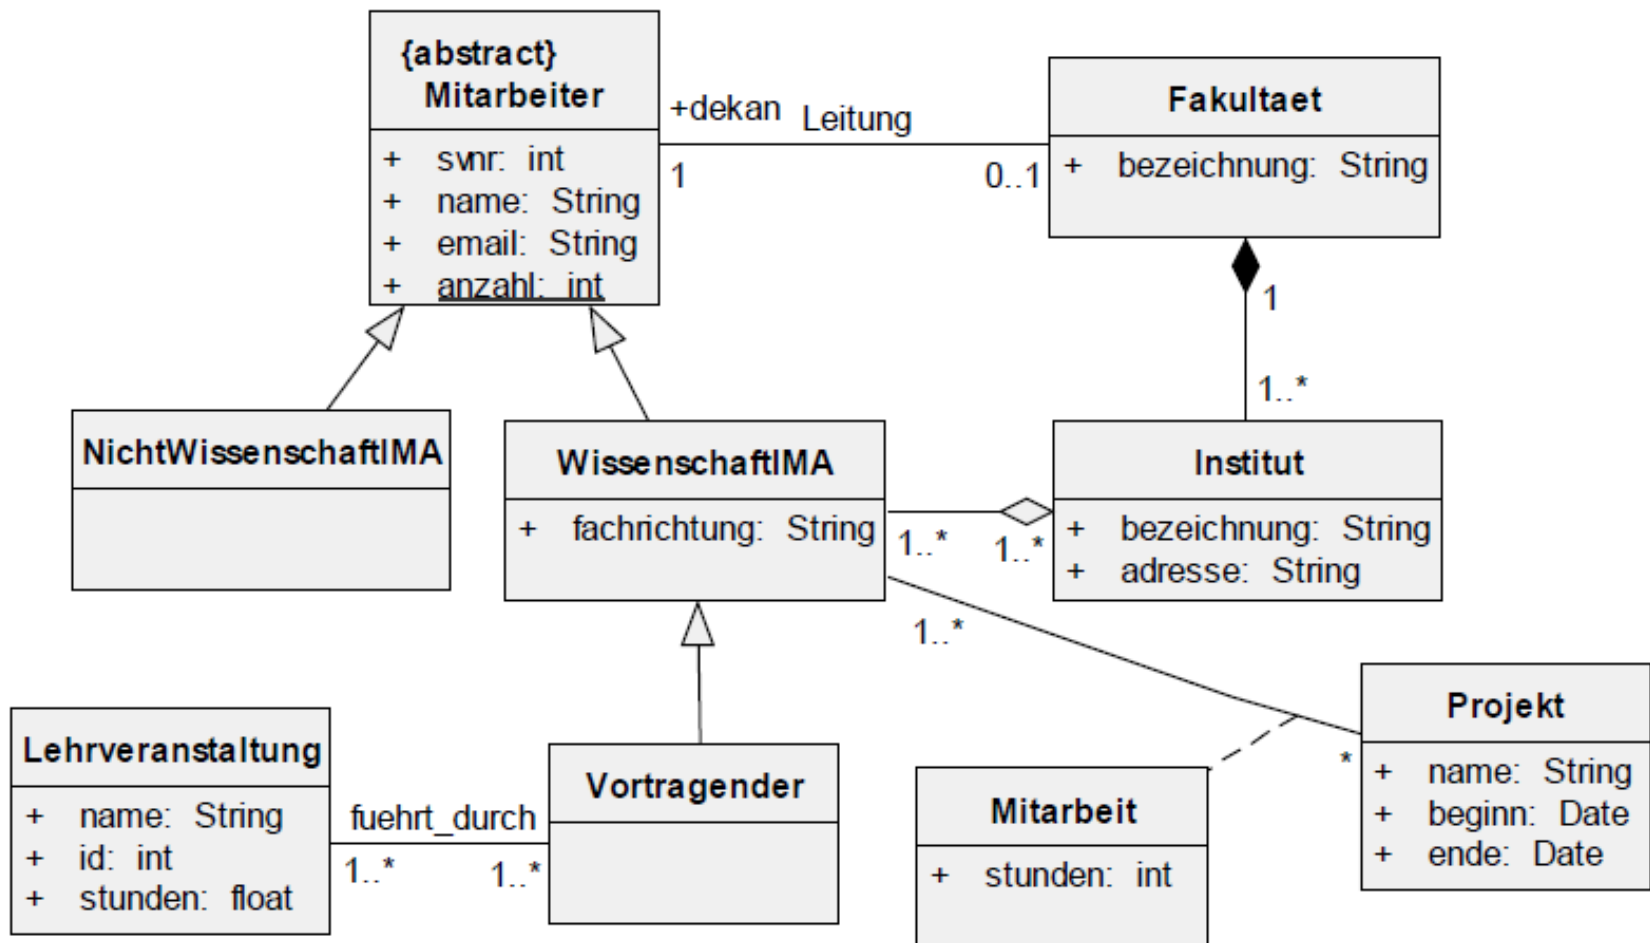 {abstract}
Mitarbeiter
+ svnr: int
+ name: String
+ email: String
+ anzahl: int
+dekan
Leitung
1
0..1
Fakultaet
+ bezeichnung: String
1
1..*
NichtWissenschaftlMA
WissenschaftlMA
+ fachrichtung: String
1..*
1..*
Institut
+ bezeichnung: String
+ adresse: String
1..*
*
Projekt
+ name: String
+ beginn: Date
+ ende: Date
Lehrveranstaltung
+ name: String
+ id: int
+ stunden: float
fuehrt_durch
1..*
1..*
Vortragender
Mitarbeit
+ stunden: int